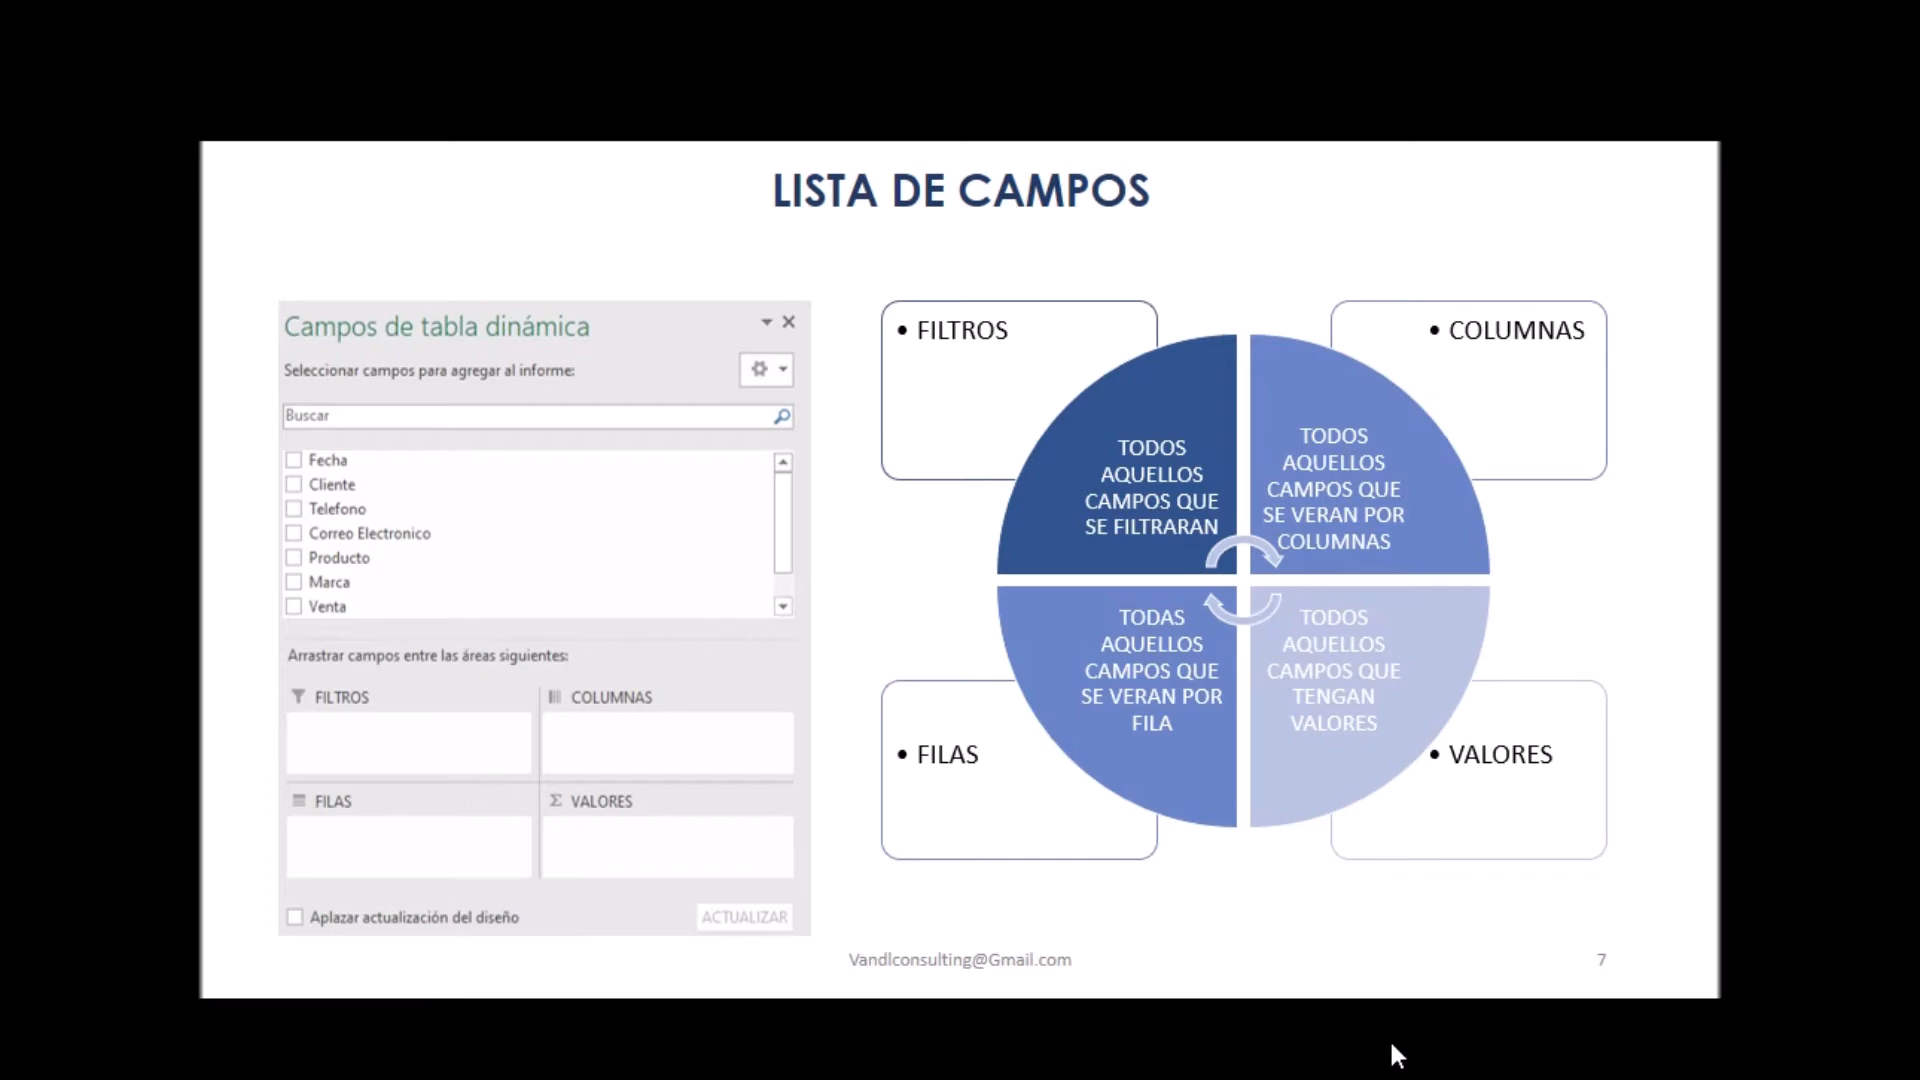 LISTA DE CAMPOS
Campos de tabla dinámica
Seleccionar campos para agregar al informe:
Buscar
Fecha
Cliente
Telefono
Correo Electronico
Producto
Marca
Venta
Arrastrar campos entre las áreas siguientes:
FILTROS
COLUMNAS
FILAS
Σ VALORES
Aplazar actualización del diseño
ACTUALIZAR
• FILTROS
• COLUMNAS
TODOS
AQUELLOS
CAMPOS QUE
SE FILTRARAN
TODOS
AQUELLOS
CAMPOS QUE
SE VERAN POR
COLUMNAS
TODAS
AQUELLOS
CAMPOS QUE
SE VERAN POR
FILA
TODOS
AQUELLOS
CAMPOS QUE
TENGAN
VALORES
• FILAS
• VALORES
Vandlconsulting@Gmail.com
7